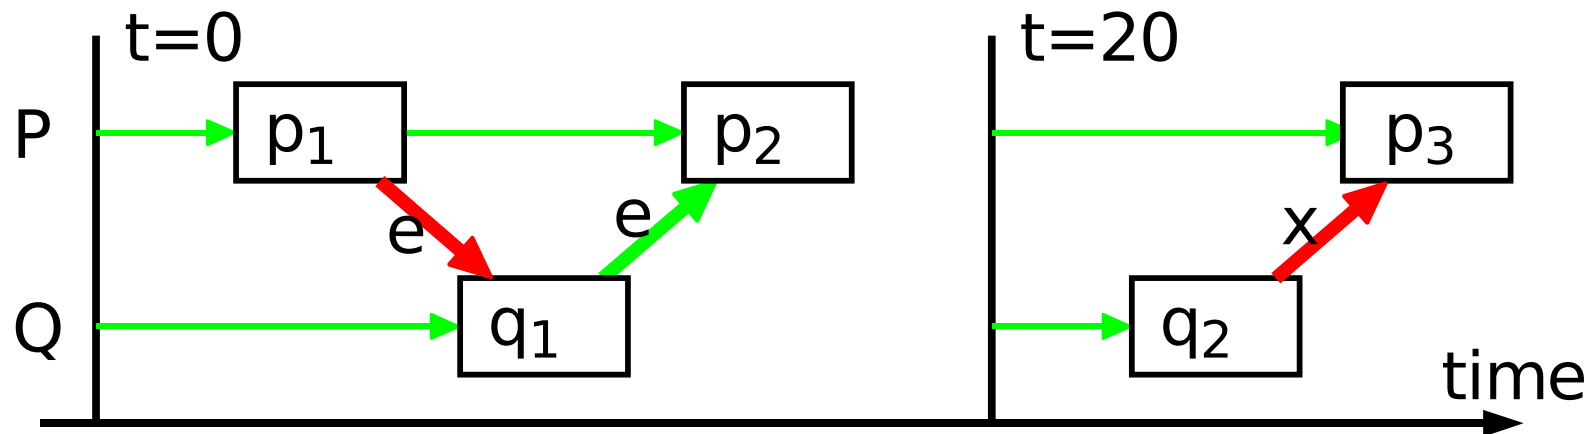 t=0 t=20
P p₁ p₂ p₃
e e x
Q q₁ q₂
time